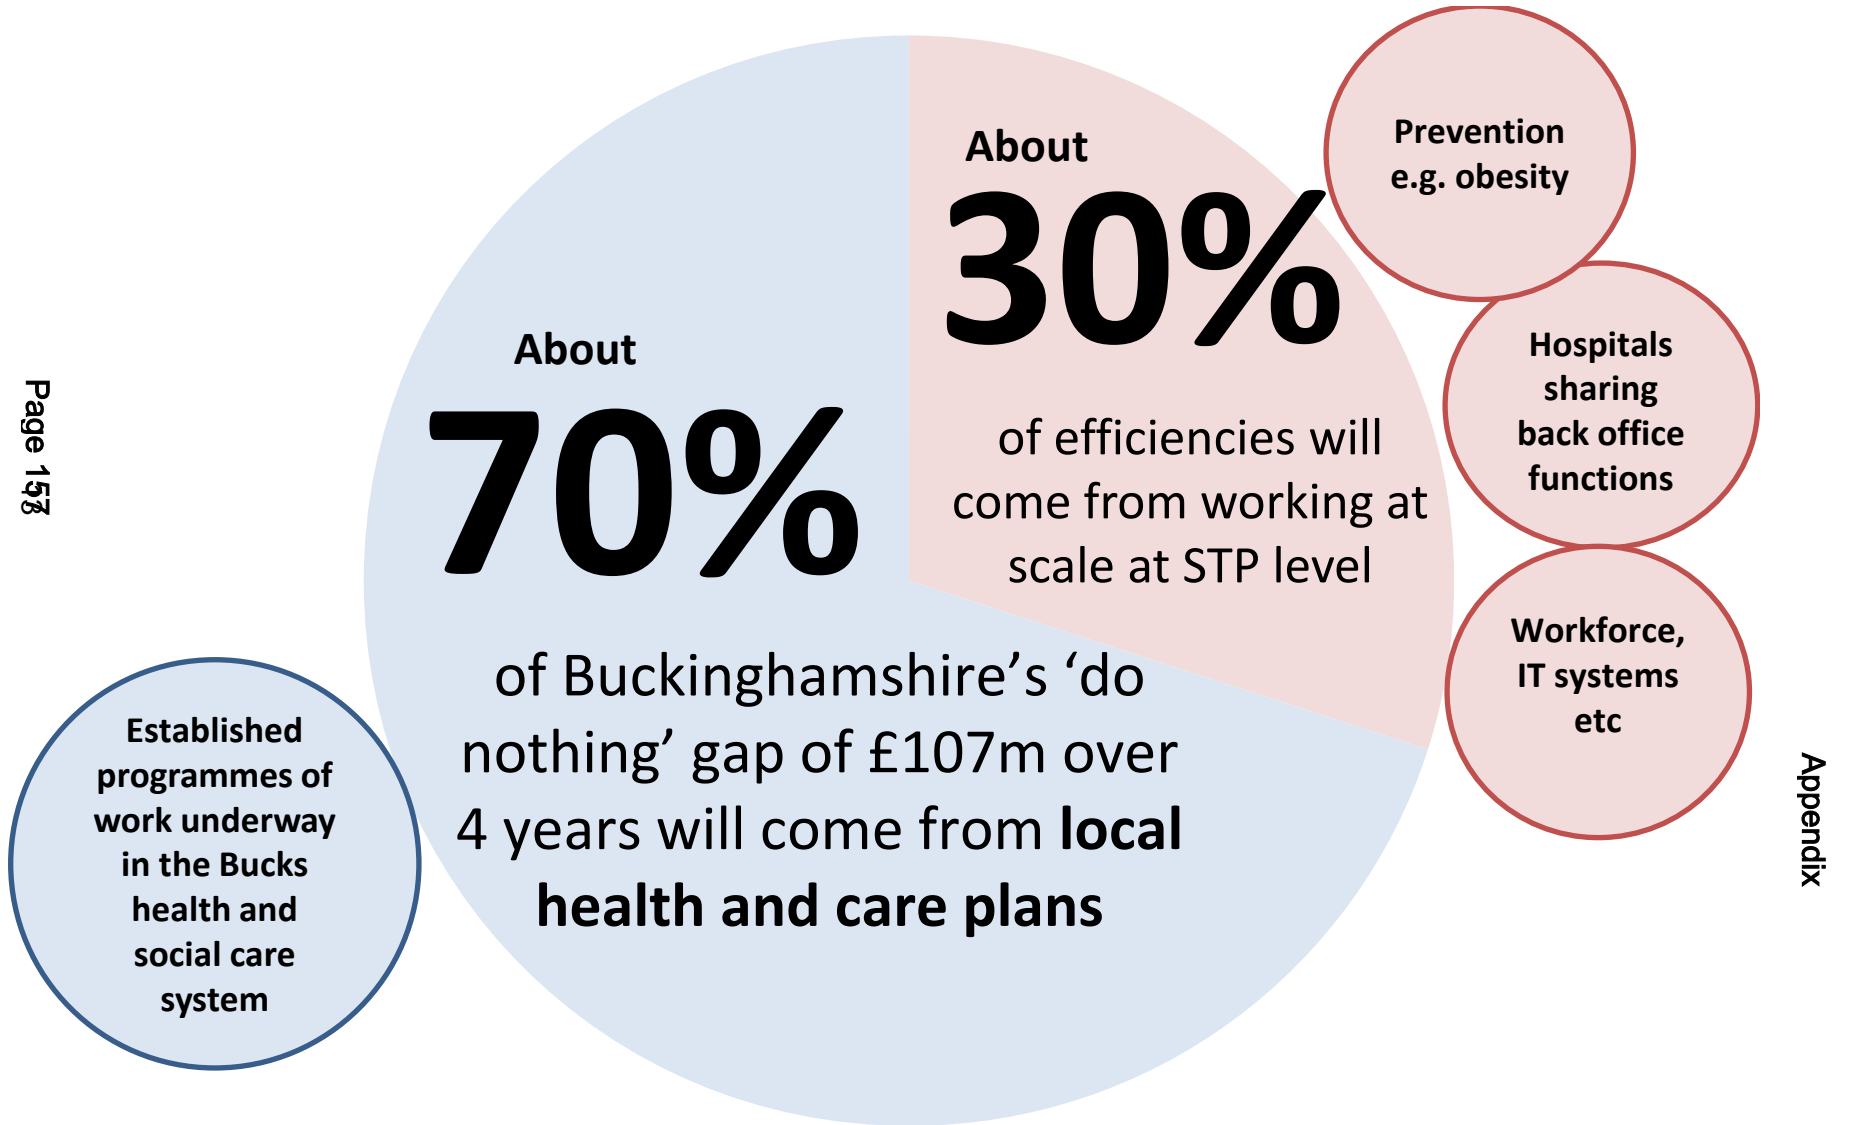 About
70%
of Buckinghamshire’s ‘do
nothing’ gap of £107m over
4 years will come from local
health and care plans
About
30%
of efficiencies will
come from working at
scale at STP level
Prevention
e.g. obesity
Hospitals
sharing
back office
functions
Workforce,
IT systems
etc
Established
programmes of
work underway
in the Bucks
health and
social care
system
Page
Appendix